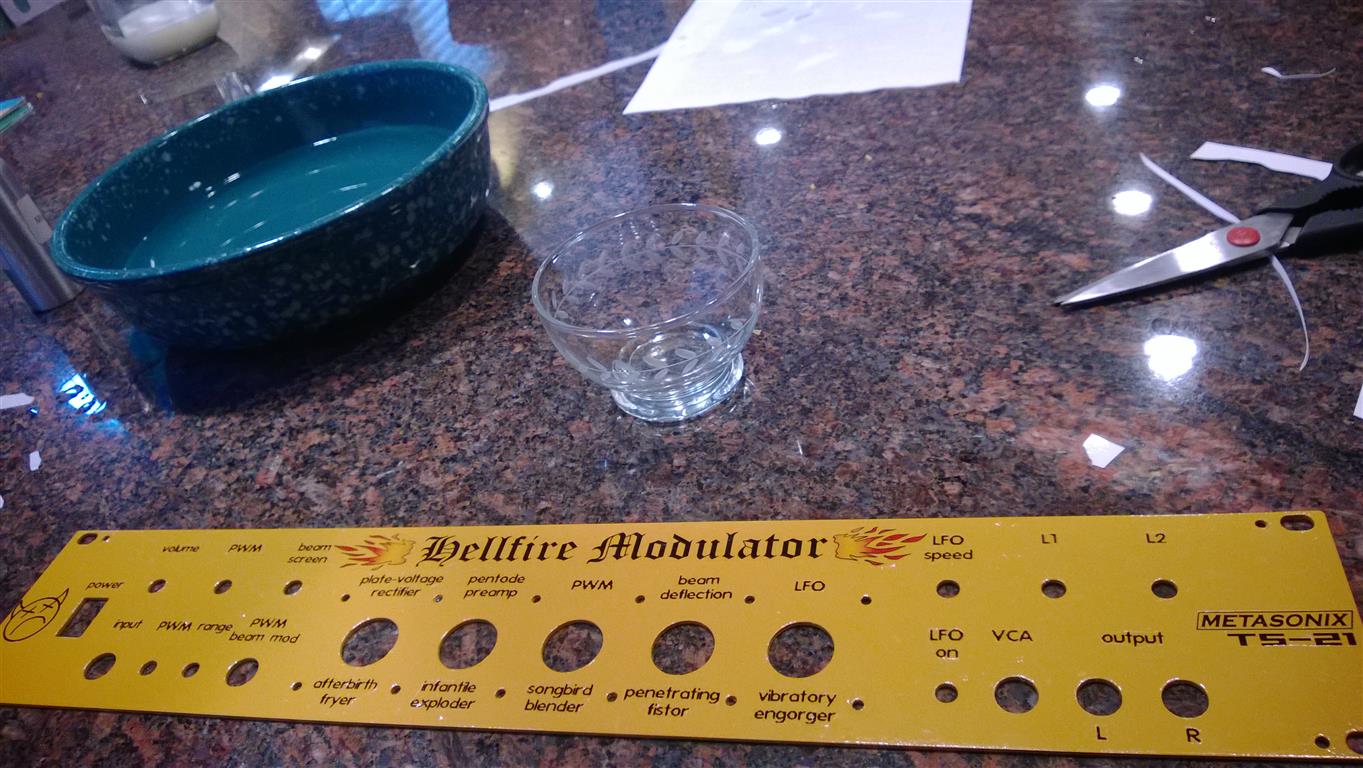 Hellfire Modulator
volume
PWM
beam
screen
LFO
speed
L1
L2
power
plate-voltage
rectifier
pentode
preamp
PWM
beam
deflection
LFO
input
PWM range
PWM
beam mod
LFO
on
VCA
output
METASONIX
TS-21
afterbirth
fryer
infantile
exploder
songbird
blender
penetrating
fistor
vibratory
engorger
L
R